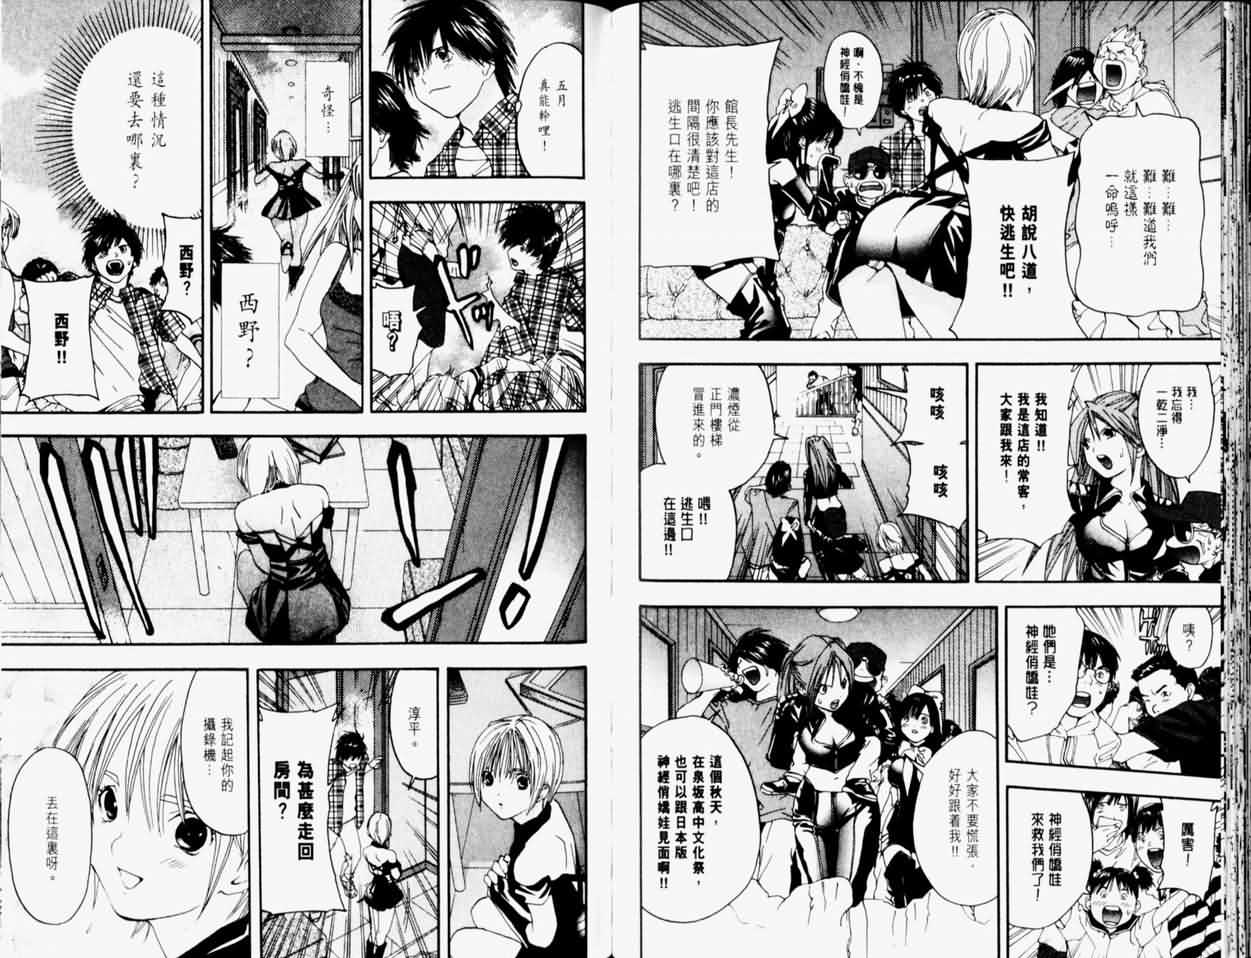 啊，不愧是
神經俏嬌娃！
難…難…
難…難道我們
就這樣
一命嗚呼…
胡說八道，
快逃生吧!!
館長先生！
你應該對這店的
間隔很清楚吧！
逃生口在哪裏？
我…
我忘得
一乾二淨…
我知道!!
我是這店的常客，
大家跟我來！
咳咳
咳咳
濃煙從
正門樓梯
冒進來的。
喂!!
逃生口
在這邊!!
咦？
她們是…
神經俏嬌娃？
厲害！
神經俏嬌娃
來救我們了！
大家不要慌張，
好好跟着我!!
這個秋天，
在泉坂高中文化祭，
也可以跟日本版
神經俏嬌娃見面啊!!
五月
真能幹哩！
唔？
奇怪…
西野？
這種情況
還要去哪裏？
西野？
西野!!
淳平。
為甚麼走回
房間？
我記起你的
攝錄機…
丟在這裏呀。